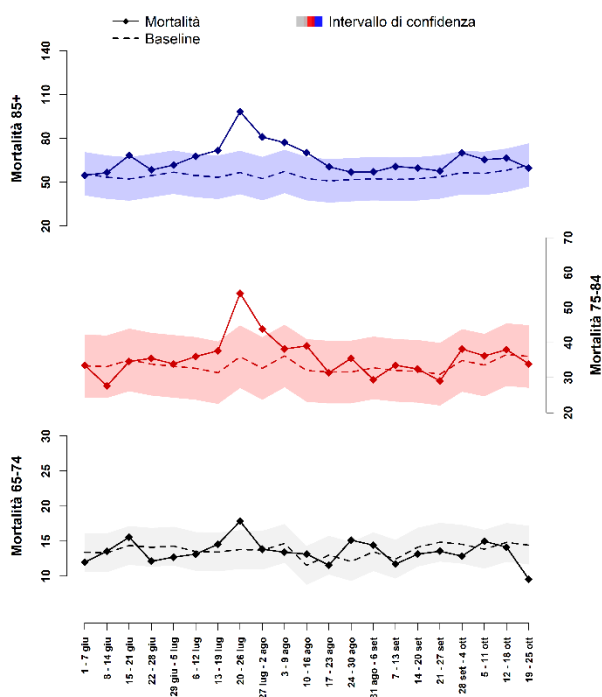 Mortalità
Baseline
Intervallo di confidenza
Mortalità 85+
140
110
80
50
20
Mortalità 75-84
70
60
50
40
30
20
Mortalità 65-74
30
25
20
15
10
1 - 7 giu
8 - 14 giu
15 - 21 giu
22 - 28 giu
29 giu - 5 lug
6 - 12 lug
13 - 19 lug
20 - 26 lug
27 lug - 2 ago
3 - 9 ago
10 - 16 ago
17 - 23 ago
24 - 30 ago
31 ago - 6 set
7 - 13 set
14 - 20 set
21 - 27 set
28 set - 4 ott
5 - 11 ott
12 - 18 ott
19 - 25 ott